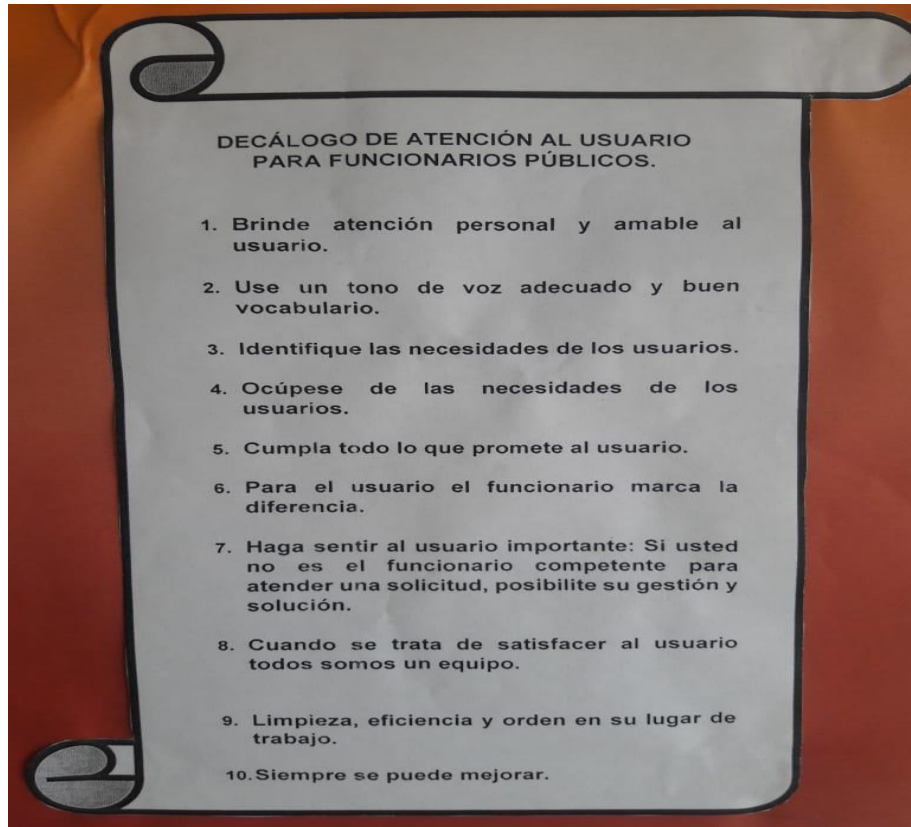 DECÁLOGO DE ATENCIÓN AL USUARIO
PARA FUNCIONARIOS PÚBLICOS.
1. Brinde atención personal y amable al
usuario.
2. Use un tono de voz adecuado y buen
vocabulario.
3. Identifique las necesidades de los usuarios.
4. Ocúpese de las necesidades de los
usuarios.
5. Cumpla todo lo que promete al usuario.
6. Para el usuario el funcionario marca la
diferencia.
7. Haga sentir al usuario importante: Si usted
no es el funcionario competente para
atender una solicitud, posibilite su gestión y
solución.
8. Cuando se trata de satisfacer al usuario
todos somos un equipo.
9. Limpieza, eficiencia y orden en su lugar de
trabajo.
10. Siempre se puede mejorar.